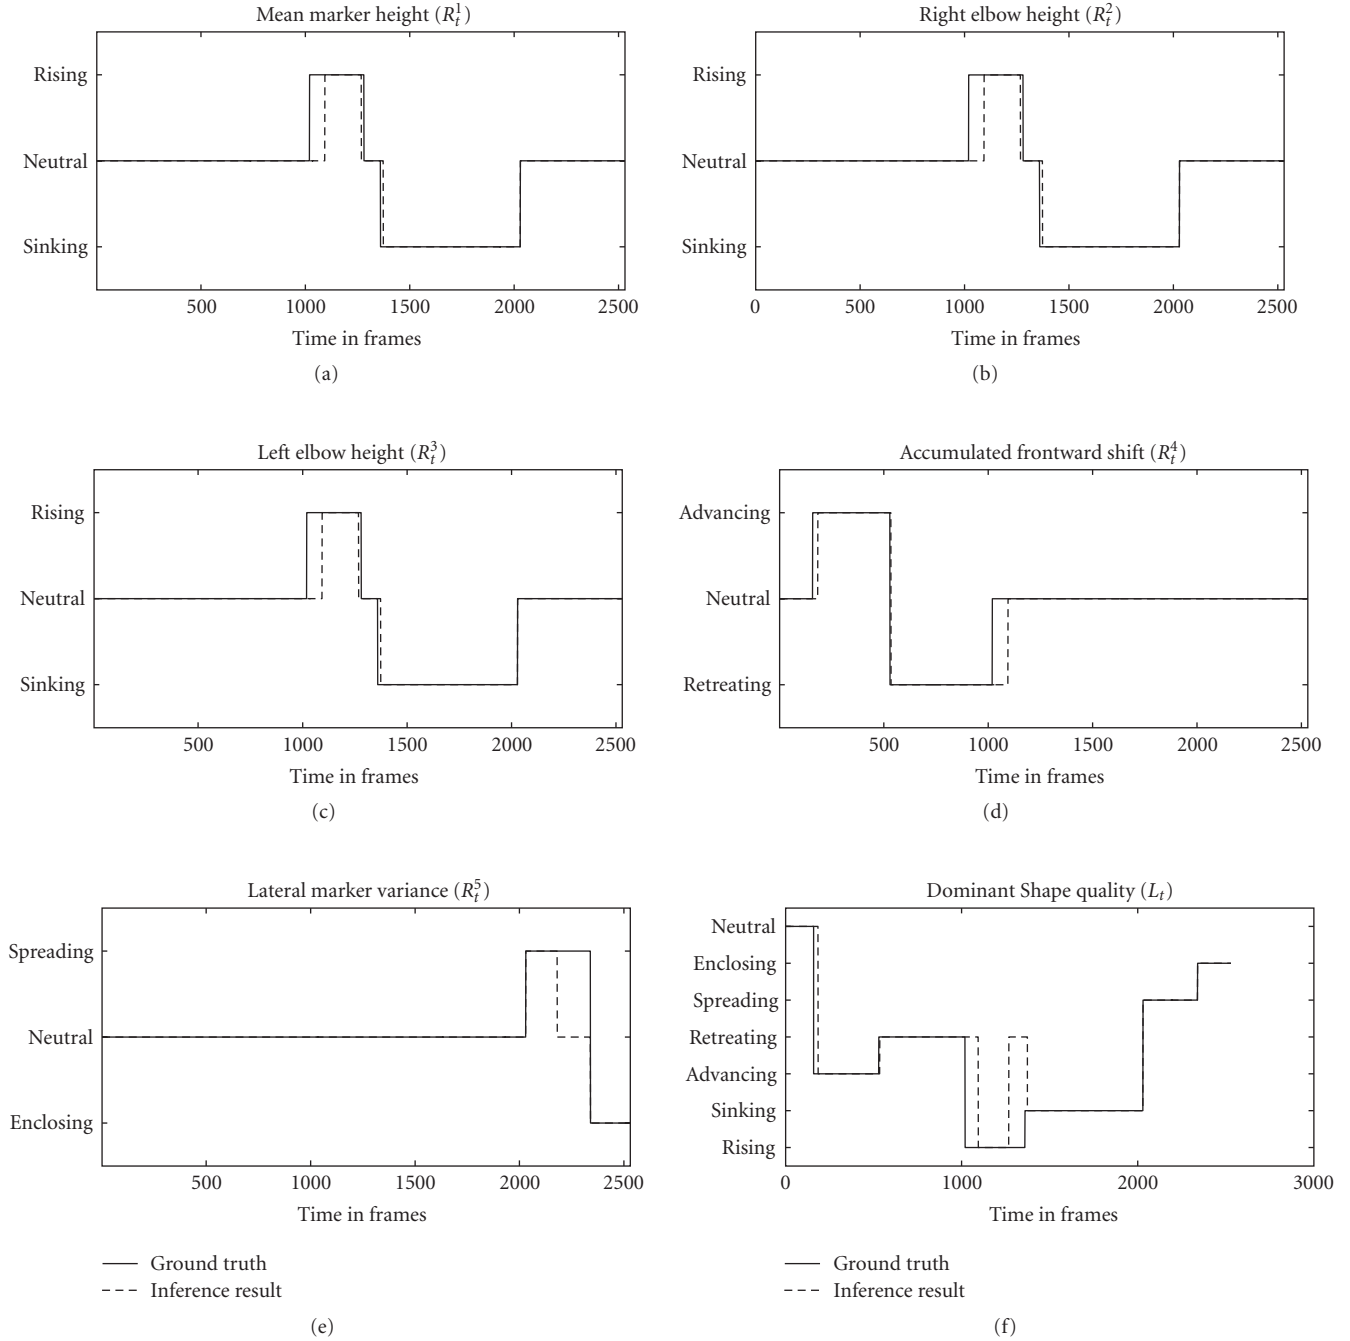 Mean marker height (R_t^1)
Rising
Neutral
Sinking
500 1000 1500 2000 2500
Time in frames
(a)
Right elbow height (R_t^2)
Rising
Neutral
Sinking
0 500 1000 1500 2000 2500
Time in frames
(b)
Left elbow height (R_t^3)
Rising
Neutral
Sinking
500 1000 1500 2000 2500
Time in frames
(c)
Accumulated frontward shift (R_t^4)
Advancing
Neutral
Retreating
500 1000 1500 2000 2500
Time in frames
(d)
Lateral marker variance (R_t^5)
Spreading
Neutral
Enclosing
500 1000 1500 2000 2500
Time in frames
Ground truth
Inference result
(e)
Dominant Shape quality (L_t)
Neutral
Enclosing
Spreading
Retreating
Advancing
Sinking
Rising
0 1000 2000 3000
Time in frames
Ground truth
Inference result
(f)